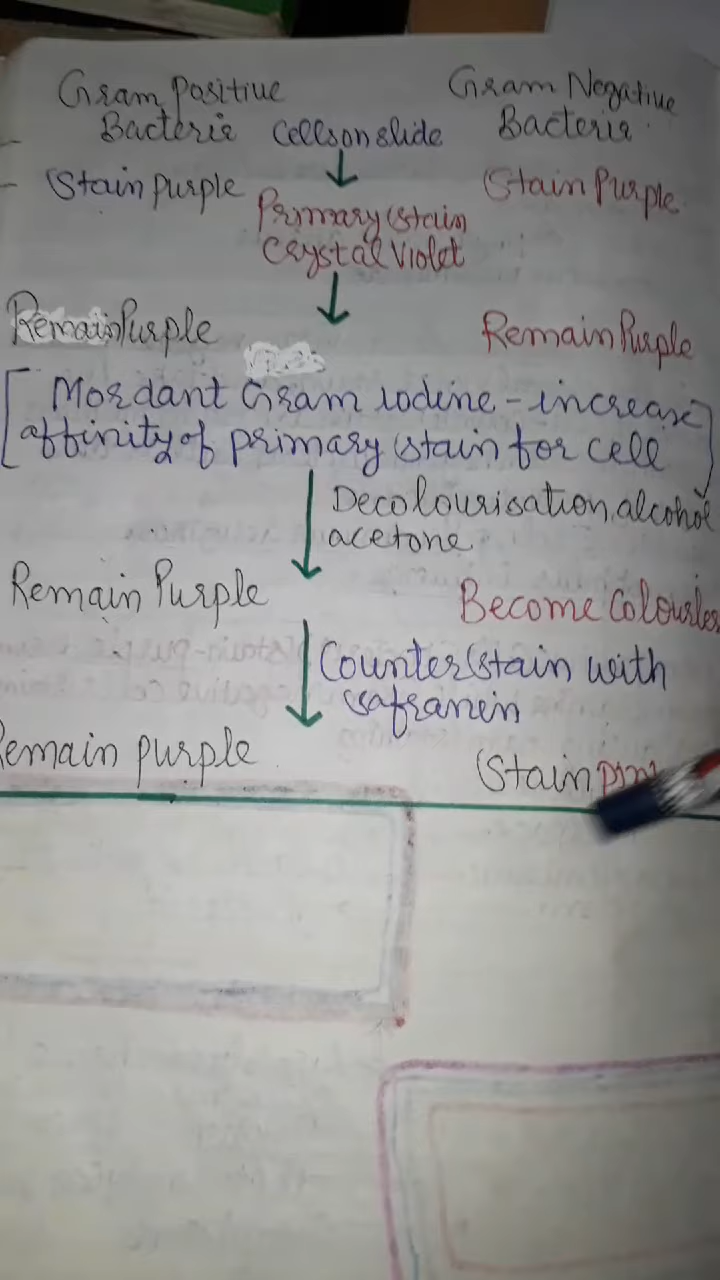 Gram Positive
Bacteria
Cells on slide
Gram Negative
Bacteria
Stain purple
Primary stain
Crystal Violet
Stain Purple
Remain Purple
Remain Purple
[Mordant Gram iodine - increase
affinity of primary stain for cell]
Decolourisation, alcohol
acetone
Remain Purple
Become Colourles
Counter stain with
safranein
Remain purple
Stain